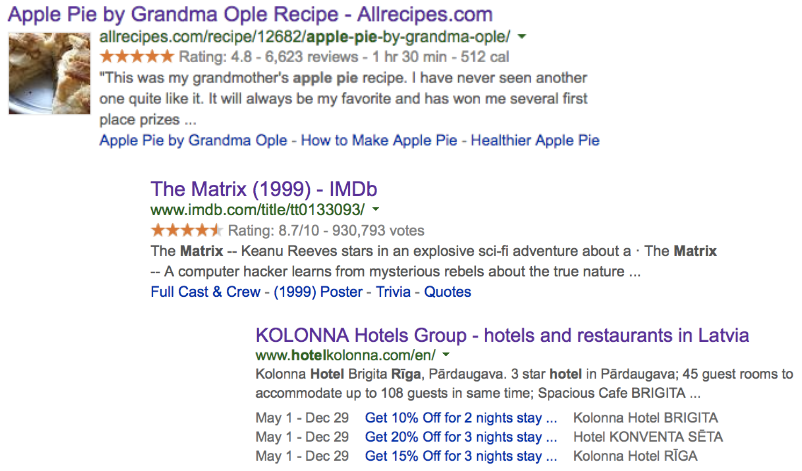 Apple Pie by Grandma Ople Recipe - Allrecipes.com
allrecipes.com/recipe/12682/apple-pie-by-grandma-ople/
Rating: 4.8 - 6,623 reviews - 1 hr 30 min - 512 cal
"This was my grandmother's apple pie recipe. I have never seen another
one quite like it. It will always be my favorite and has won me several first
place prizes ...
Apple Pie by Grandma Ople - How to Make Apple Pie - Healthier Apple Pie
The Matrix (1999) - IMDb
www.imdb.com/title/tt0133093/
Rating: 8.7/10 - 930,793 votes
The Matrix -- Keanu Reeves stars in an explosive sci-fi adventure about a · The Matrix
-- A computer hacker learns from mysterious rebels about the true nature ...
Full Cast & Crew - (1999) Poster - Trivia - Quotes
KOLONNA Hotels Group - hotels and restaurants in Latvia
www.hotelkolonna.com/en/
Kolonna Hotel Brigita Rīga, Pārdaugava. 3 star hotel in Pārdaugava; 45 guest rooms to
accommodate up to 108 guests in same time; Spacious Cafe BRIGITA ...
May 1 - Dec 29 Get 10% Off for 2 nights stay ... Kolonna Hotel BRIGITA
May 1 - Dec 29 Get 20% Off for 3 nights stay ... Hotel KONVENTA SĒTA
May 1 - Dec 29 Get 15% Off for 3 nights stay ... Kolonna Hotel RĪGA